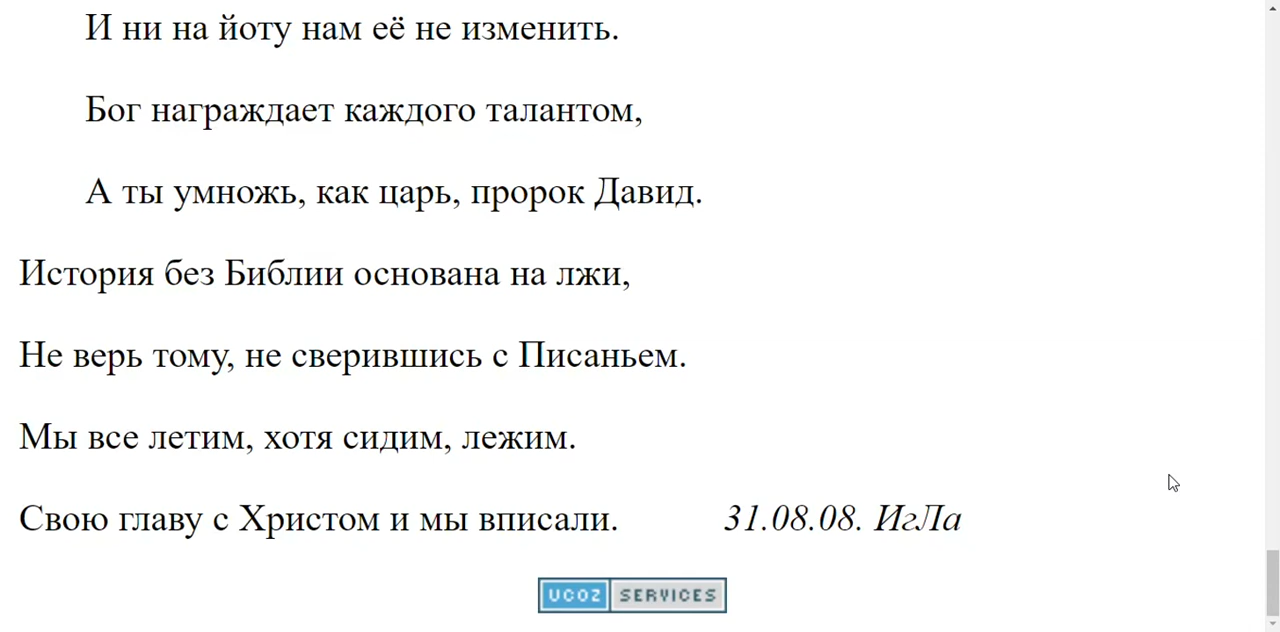 И ни на йоту нам её не изменить.
Бог награждает каждого талантом,
А ты умножь, как царь, пророк Давид.
История без Библии основана на лжи,
Не верь тому, не сверившись с Писаньем.
Мы все летим, хотя сидим, лежим.
Свою главу с Христом и мы вписали. 31.08.08. ИгЛа
UCOZ SERVICES